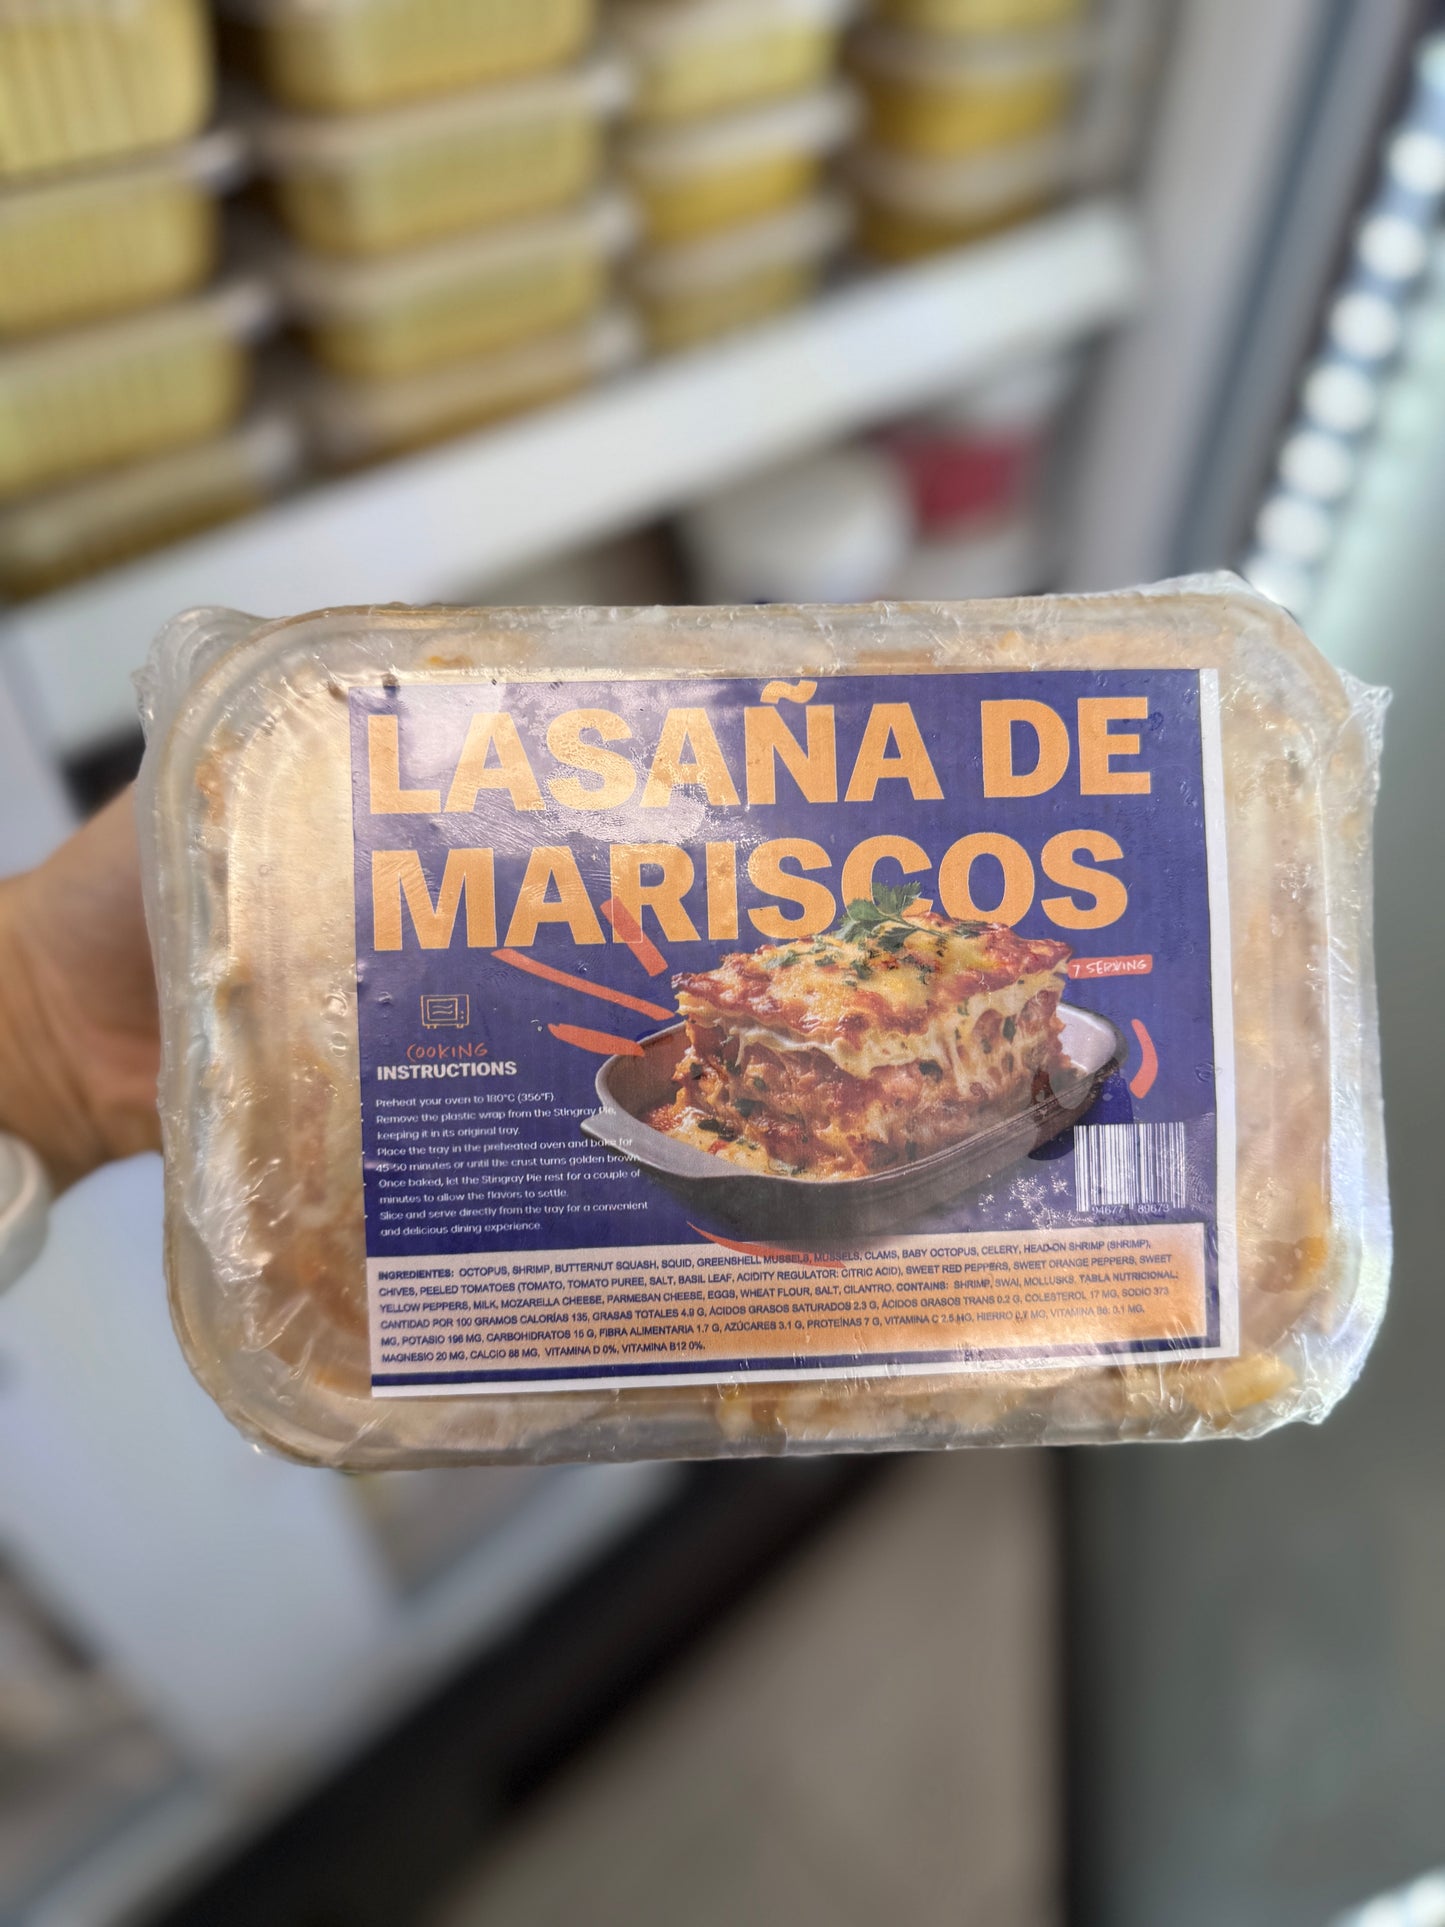 LASAÑA DE
MARISCOS
7 SERVING
COOKING
INSTRUCTIONS
Preheat your oven to 180°C (356°F).
Remove the plastic wrap from the Stingray Pie,
keeping it in its original tray.
Place the tray in the preheated oven and bake for
45-50 minutes or until the crust turns golden brown.
Once baked, let the Stingray Pie rest for a couple of
minutes to allow the flavors to settle.
Slice and serve directly from the tray for a convenient
and delicious dining experience.
94677 89673
INGREDIENTES: OCTOPUS, SHRIMP, BUTTERNUT SQUASH, SQUID, GREENSHELL MUSSELS, MUSSELS, CLAMS, BABY OCTOPUS, CELERY, HEAD-ON SHRIMP (SHRIMP),
CHIVES, PEELED TOMATOES (TOMATO, TOMATO PUREE, SALT, BASIL LEAF, ACIDITY REGULATOR: CITRIC ACID), SWEET RED PEPPERS, SWEET ORANGE PEPPERS, SWEET
YELLOW PEPPERS, MILK, MOZARELLA CHEESE, PARMESAN CHEESE, EGGS, WHEAT FLOUR, SALT, CILANTRO. CONTAINS: SHRIMP, SWAI, MOLLUSKS. TABLA NUTRICIONAL:
CANTIDAD POR 100 GRAMOS CALORÍAS 135, GRASAS TOTALES 4.9 G, ÁCIDOS GRASOS SATURADOS 2.3 G, ÁCIDOS GRASOS TRANS 0.2 G, COLESTEROL 17 MG, SODIO 373
MG, POTASIO 196 MG, CARBOHIDRATOS 15 G, FIBRA ALIMENTARIA 1.7 G, AZÚCARES 3.1 G, PROTEÍNAS 7 G, VITAMINA C 2.5 MG, HIERRO 0.7 MG, VITAMINA B6: 0.1 MG,
MAGNESIO 20 MG, CALCIO 88 MG, VITAMINA D 0%, VITAMINA B12 0%.